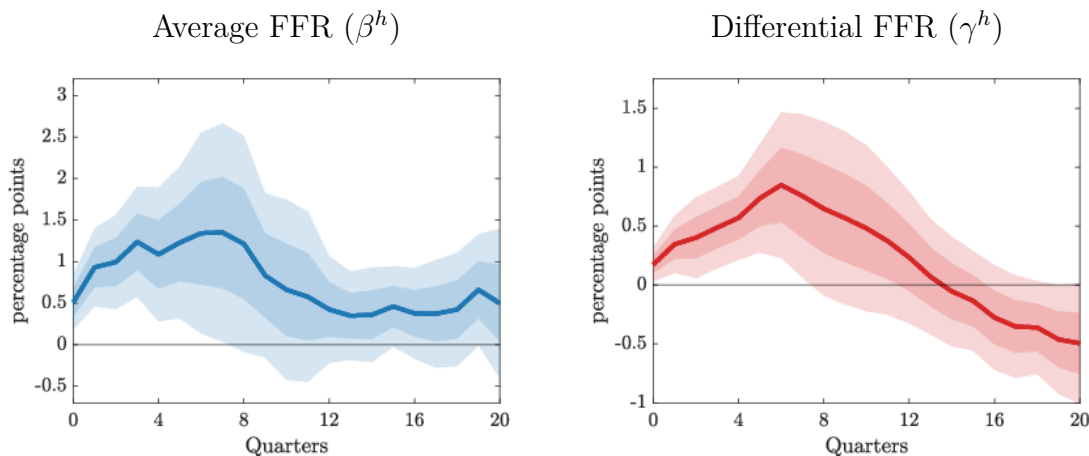 Average FFR (β^h)
percentage points
3
2.5
2
1.5
1
0.5
0
-0.5
0 4 8 12 16 20
Quarters
Differential FFR (γ^h)
percentage points
1.5
1
0.5
0
-0.5
-1
0 4 8 12 16 20
Quarters